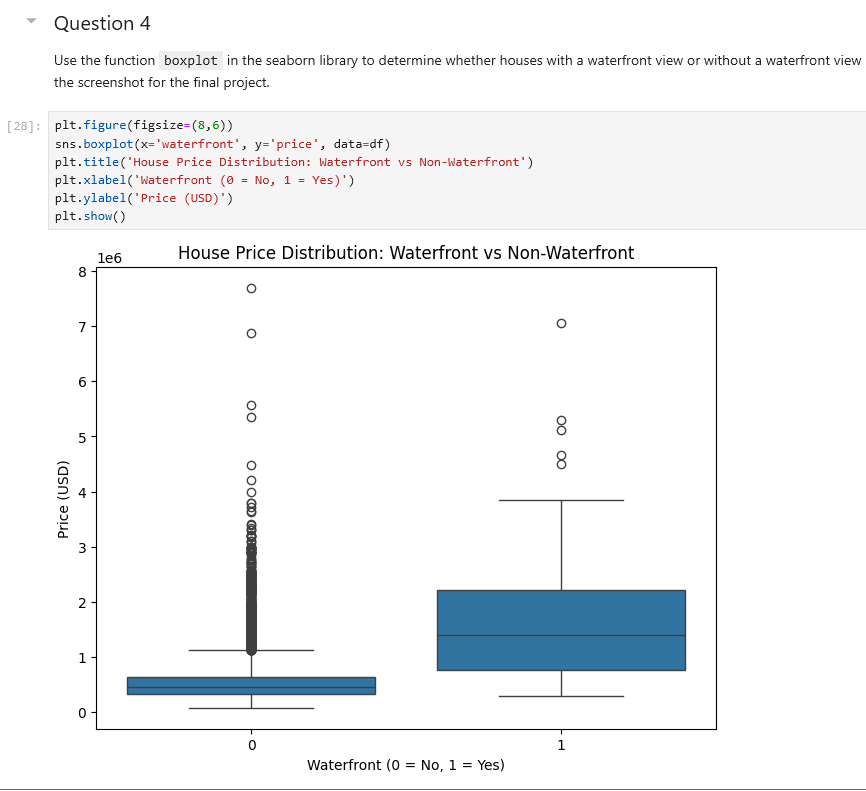 Question 4
Use the function boxplot in the seaborn library to determine whether houses with a waterfront view or without a waterfront view
the screenshot for the final project.
[28]: plt.figure(figsize=(8,6))
sns.boxplot(x='waterfront', y='price', data=df)
plt.title('House Price Distribution: Waterfront vs Non-Waterfront')
plt.xlabel('Waterfront (0 = No, 1 = Yes)')
plt.ylabel('Price (USD)')
plt.show()
House Price Distribution: Waterfront vs Non-Waterfront
1e6
8
7
6
5
4
3
2
1
0
Price (USD)
0 1
Waterfront (0 = No, 1 = Yes)